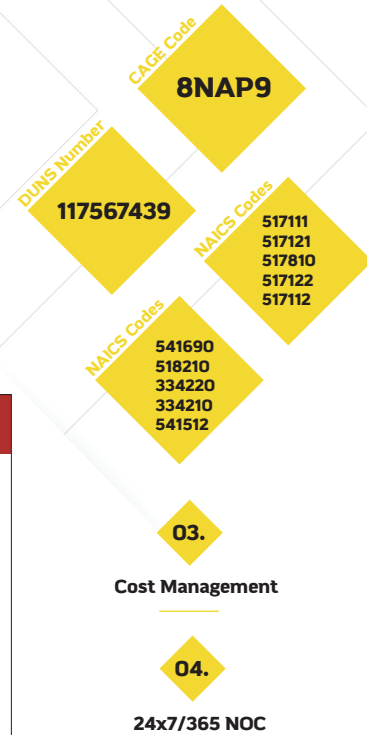 CAGE Code
8NAP9
DUNS Number
117567439
NAICS Codes
517111
517121
517810
517122
517112
NAICS Codes
541690
518210
334220
334210
541512
03.
Cost Management
04.
24x7/365 NOC